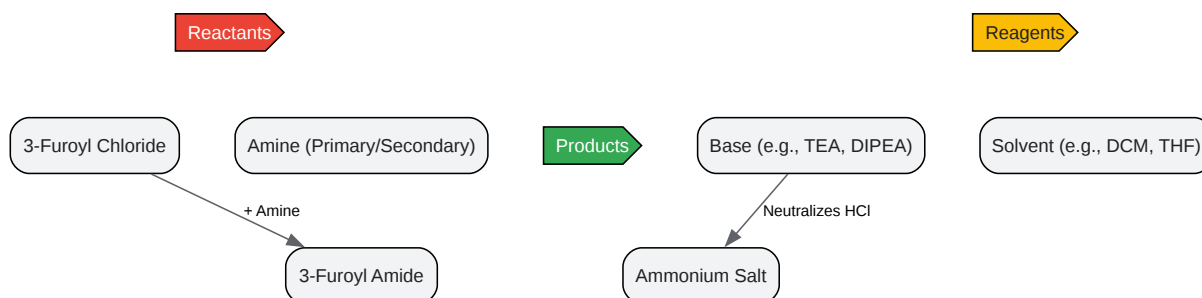 Reactants
Reagents
3-Furoyl Chloride
Amine (Primary/Secondary)
Products
Base (e.g., TEA, DIPEA)
Solvent (e.g., DCM, THF)
+ Amine
Neutralizes HCl
3-Furoyl Amide
Ammonium Salt